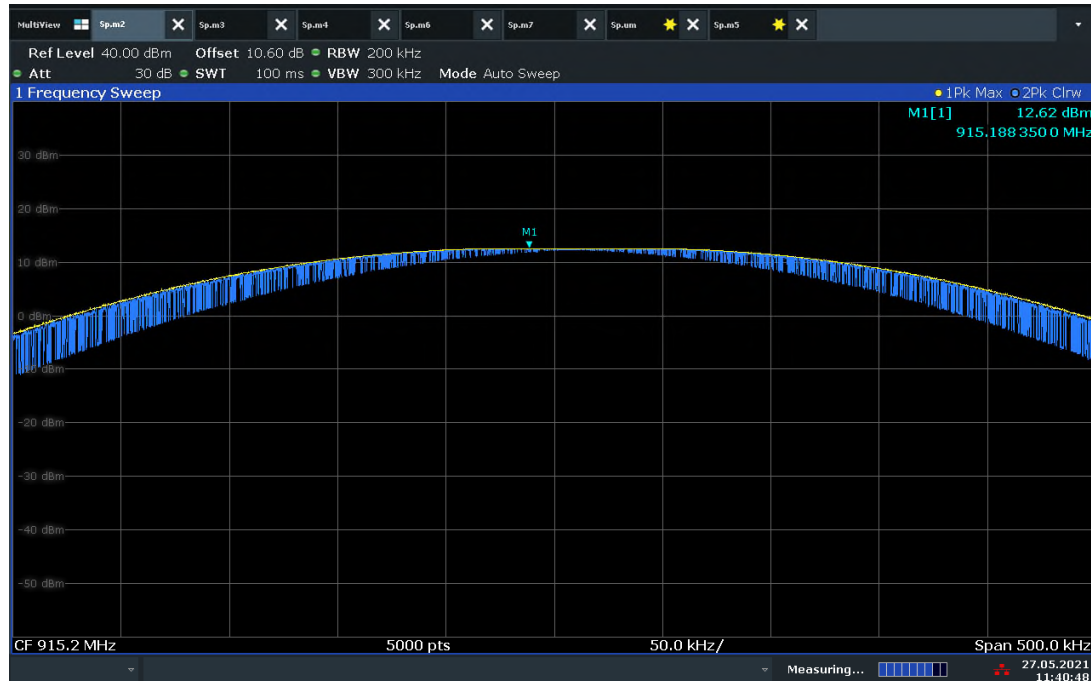 MultiView Sp.m2 Sp.m3 Sp.m4 Sp.m6 Sp.m7 Sp.um Sp.m5
Ref Level 40.00 dBm Offset 10.60 dB RBW 200 kHz
Att 30 dB SWT 100 ms VBW 300 kHz Mode Auto Sweep
1 Frequency Sweep 1Pk Max 2Pk Clrw
M1[1] 12.62 dBm
915.188 350 0 MHz
30 dBm
20 dBm
M1
10 dBm
0 dBm
-10 dBm
-20 dBm
-30 dBm
-40 dBm
-50 dBm
CF 915.2 MHz 5000 pts 50.0 kHz/ Span 500.0 kHz
Measuring... 27.05.2021
11:40:48